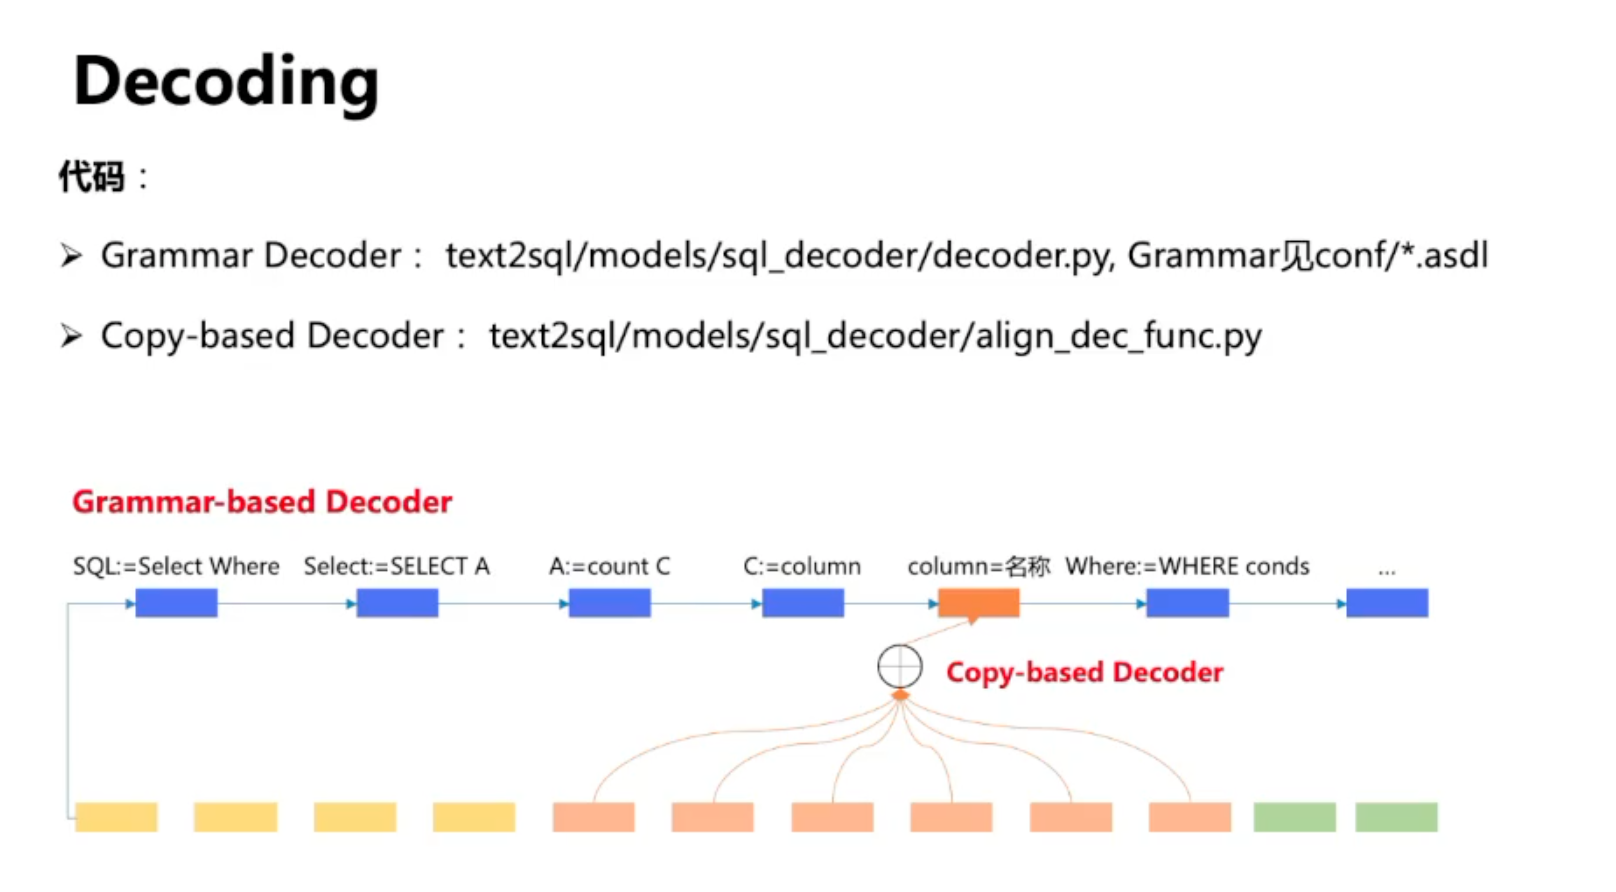 Decoding
代码：
➢ Grammar Decoder： text2sql/models/sql_decoder/decoder.py, Grammar见conf/*.asdl
➢ Copy-based Decoder： text2sql/models/sql_decoder/align_dec_func.py
Grammar-based Decoder
SQL:=Select Where Select:=SELECT A A:=count C C:=column column=名称 Where:=WHERE conds ...
Copy-based Decoder